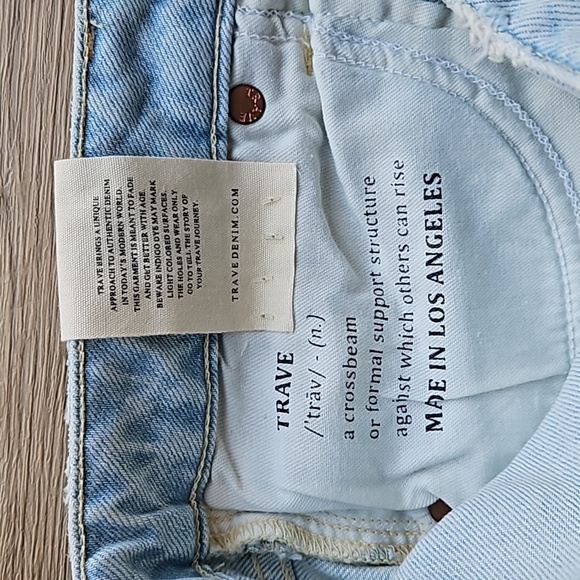 TRAVE BRINGS A UNIQUE
APPROACH TO AUTHENTIC DENIM
IN TODAY'S MODERN WORLD.
THIS GARMENT IS MEANT TO FADE
AND GET BETTER WITH AGE.
BEWARE INDIGO DYE MAY MARK
LIGHT COLORED SURFACES.
THE HOLES AND WEAR ONLY
GO TO TELL THE STORY OF
YOUR TRAVE JOURNEY.
TRAVEDENIM.COM
TRAVE
/'trāv/ - (n.)
a crossbeam
or formal support structure
against which others can rise
MADE IN LOS ANGELES